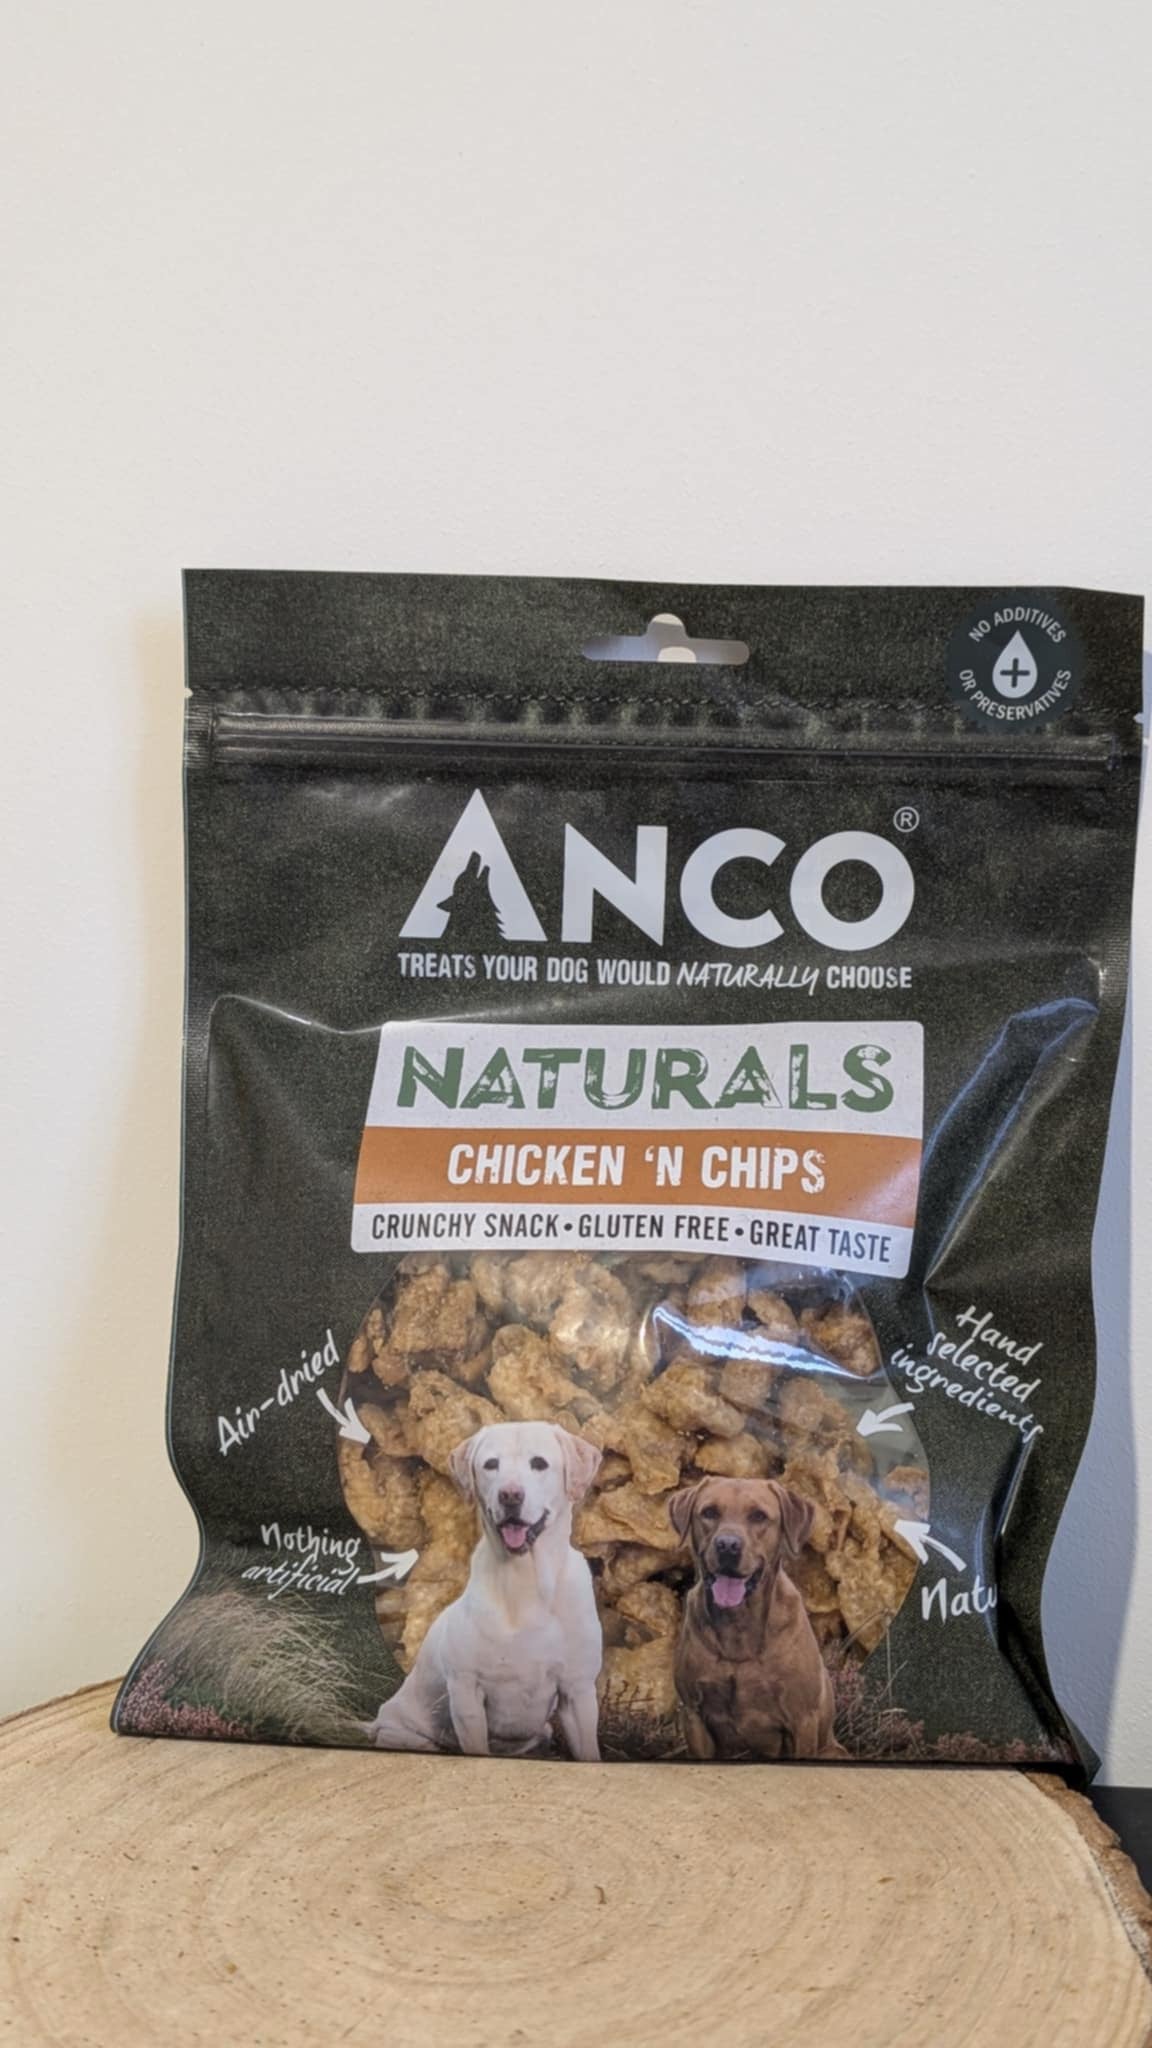 NO ADDITIVES
OR PRESERVATIVES
ANCO®
TREATS YOUR DOG WOULD NATURALLY CHOOSE
NATURALS
CHICKEN ‘N CHIPS
CRUNCHY SNACK•GLUTEN FREE•GREAT TASTE
Air-dried
Hand
selected
ingredients
Nothing
artificial